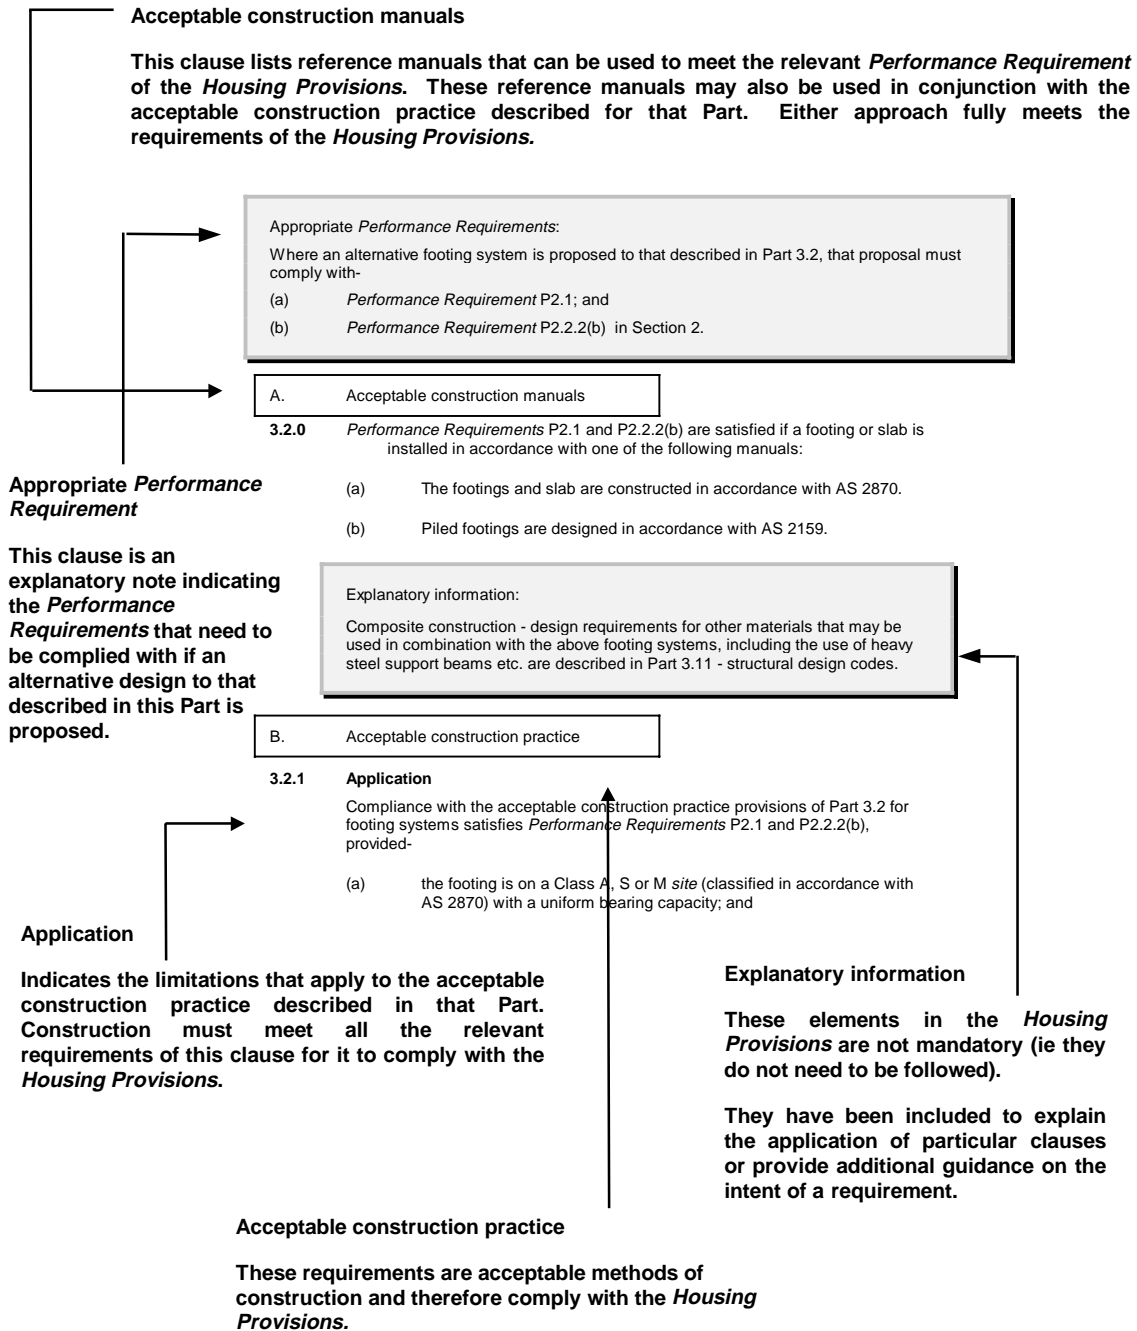 Acceptable construction manuals
This clause lists reference manuals that can be used to meet the relevant Performance Requirement
of the Housing Provisions. These reference manuals may also be used in conjunction with the
acceptable construction practice described for that Part. Either approach fully meets the
requirements of the Housing Provisions.
Appropriate Performance Requirements:
Where an alternative footing system is proposed to that described in Part 3.2, that proposal must
comply with-
(a) Performance Requirement P2.1; and
(b) Performance Requirement P2.2.2(b) in Section 2.
A. Acceptable construction manuals
3.2.0 Performance Requirements P2.1 and P2.2.2(b) are satisfied if a footing or slab is
installed in accordance with one of the following manuals:
(a) The footings and slab are constructed in accordance with AS 2870.
(b) Piled footings are designed in accordance with AS 2159.
Appropriate Performance
Requirement
This clause is an
explanatory note indicating
the Performance
Requirements that need to
be complied with if an
alternative design to that
described in this Part is
proposed.
Explanatory information:
Composite construction - design requirements for other materials that may be
used in combination with the above footing systems, including the use of heavy
steel support beams etc. are described in Part 3.11 - structural design codes.
B. Acceptable construction practice
3.2.1 Application
Compliance with the acceptable construction practice provisions of Part 3.2 for
footing systems satisfies Performance Requirements P2.1 and P2.2.2(b),
provided-
(a) the footing is on a Class A, S or M site (classified in accordance with
AS 2870) with a uniform bearing capacity; and
Application
Indicates the limitations that apply to the acceptable
construction practice described in that Part.
Construction must meet all the relevant
requirements of this clause for it to comply with the
Housing Provisions.
Explanatory information
These elements in the Housing
Provisions are not mandatory (ie they
do not need to be followed).
They have been included to explain
the application of particular clauses
or provide additional guidance on the
intent of a requirement.
Acceptable construction practice
These requirements are acceptable methods of
construction and therefore comply with the Housing
Provisions.